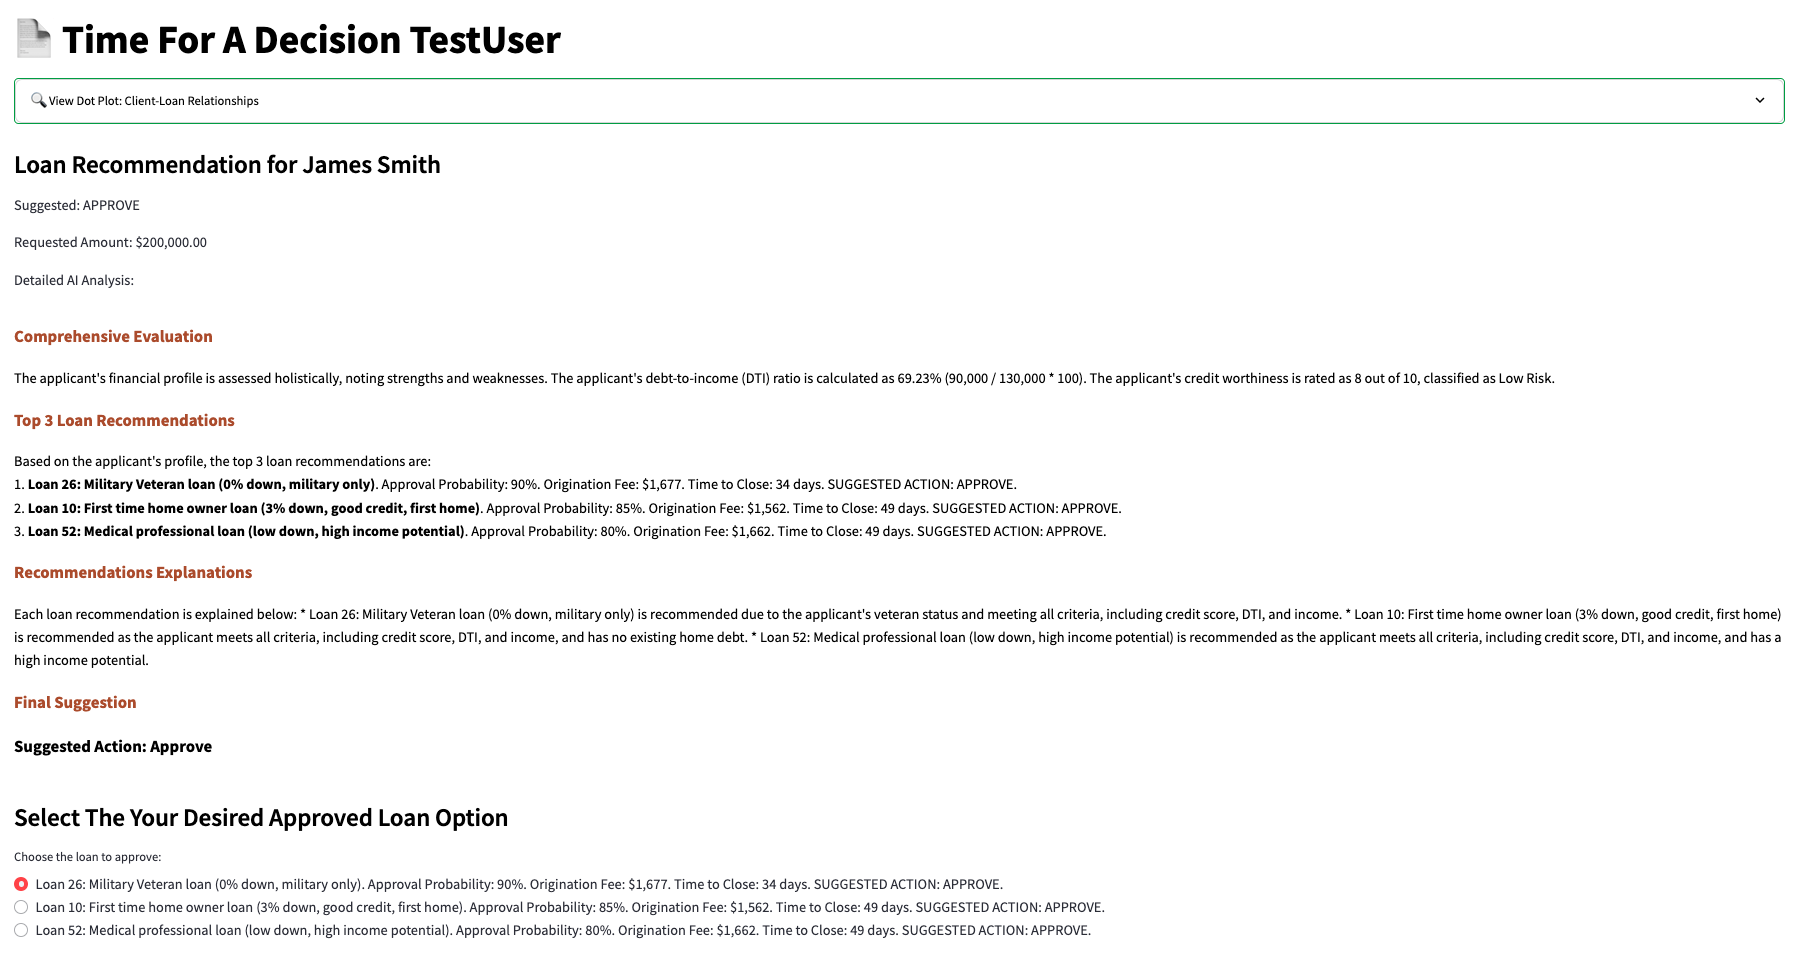 Time For A Decision TestUser
View Dot Plot: Client-Loan Relationships
Loan Recommendation for James Smith
Suggested: APPROVE
Requested Amount: $200,000.00
Detailed AI Analysis:
Comprehensive Evaluation
The applicant's financial profile is assessed holistically, noting strengths and weaknesses. The applicant's debt-to-income (DTI) ratio is calculated as 69.23% (90,000 / 130,000 * 100). The applicant's credit worthiness is rated as 8 out of 10, classified as Low Risk.
Top 3 Loan Recommendations
Based on the applicant's profile, the top 3 loan recommendations are:
1. Loan 26: Military Veteran loan (0% down, military only). Approval Probability: 90%. Origination Fee: $1,677. Time to Close: 34 days. SUGGESTED ACTION: APPROVE.
2. Loan 10: First time home owner loan (3% down, good credit, first home). Approval Probability: 85%. Origination Fee: $1,562. Time to Close: 49 days. SUGGESTED ACTION: APPROVE.
3. Loan 52: Medical professional loan (low down, high income potential). Approval Probability: 80%. Origination Fee: $1,662. Time to Close: 49 days. SUGGESTED ACTION: APPROVE.
Recommendations Explanations
Each loan recommendation is explained below: * Loan 26: Military Veteran loan (0% down, military only) is recommended due to the applicant's veteran status and meeting all criteria, including credit score, DTI, and income. * Loan 10: First time home owner loan (3% down, good credit, first home)
is recommended as the applicant meets all criteria, including credit score, DTI, and income, and has no existing home debt. * Loan 52: Medical professional loan (low down, high income potential) is recommended as the applicant meets all criteria, including credit score, DTI, and income, and has a
high income potential.
Final Suggestion
Suggested Action: Approve
Select The Your Desired Approved Loan Option
Choose the loan to approve:
Loan 26: Military Veteran loan (0% down, military only). Approval Probability: 90%. Origination Fee: $1,677. Time to Close: 34 days. SUGGESTED ACTION: APPROVE.
Loan 10: First time home owner loan (3% down, good credit, first home). Approval Probability: 85%. Origination Fee: $1,562. Time to Close: 49 days. SUGGESTED ACTION: APPROVE.
Loan 52: Medical professional loan (low down, high income potential). Approval Probability: 80%. Origination Fee: $1,662. Time to Close: 49 days. SUGGESTED ACTION: APPROVE.